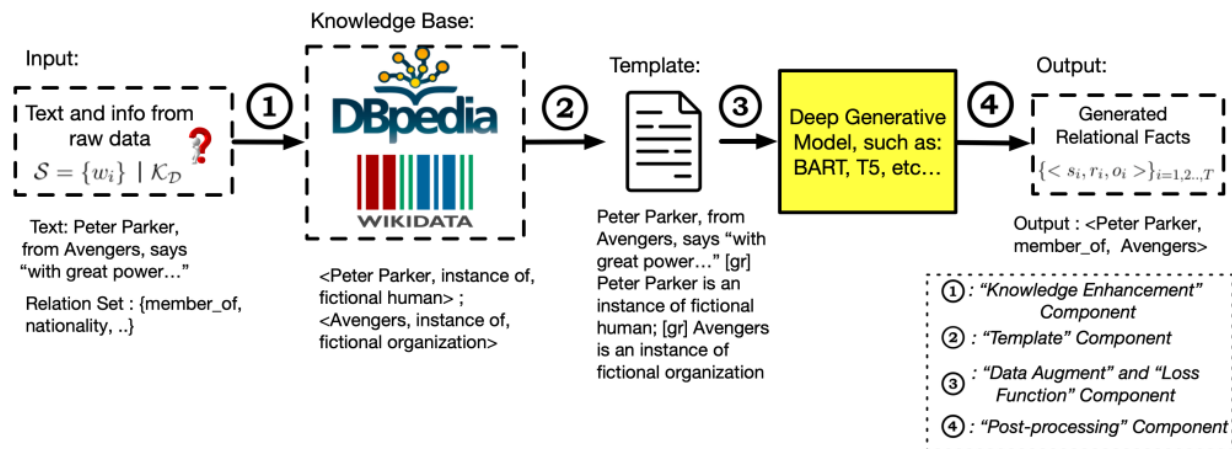 Input:
Text and info from
raw data
S = {w_i} | K_D
?
Text: Peter Parker,
from Avengers, says
“with great power…”
Relation Set : {member_of,
nationality, ..}
①
Knowledge Base:
DBpedia
WIKIDATA
<Peter Parker, instance of,
fictional human> ;
<Avengers, instance of,
fictional organization>
②
Template:
Peter Parker, from
Avengers, says “with
great power…” [gr]
Peter Parker is an
instance of fictional
human; [gr] Avengers
is an instance of
fictional organization
③
Deep Generative
Model, such as:
BART, T5, etc…
④
Output:
Generated
Relational Facts
{< s_i, r_i, o_i >}_{i=1,2..,T}
Output : <Peter Parker,
member_of, Avengers>
① : “Knowledge Enhancement”
Component
② : “Template” Component
③ : “Data Augment” and “Loss
Function” Component
④ : “Post-processing” Component